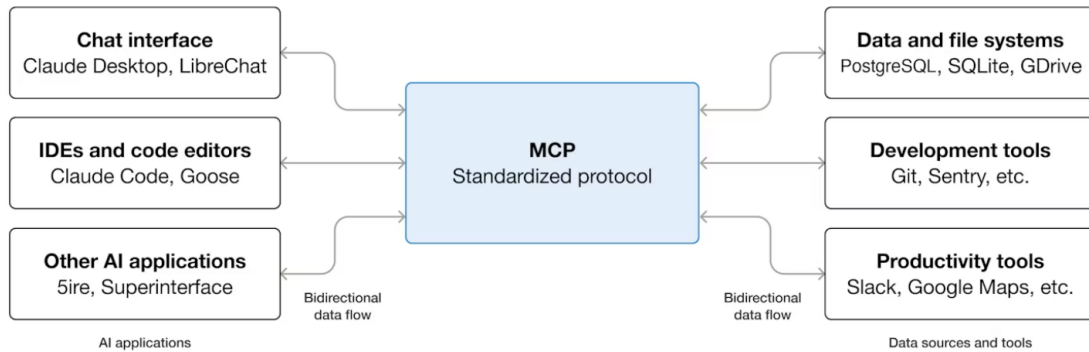 Chat interface
Claude Desktop, LibreChat
IDEs and code editors
Claude Code, Goose
Other AI applications
5ire, Superinterface
AI applications
Bidirectional
data flow
MCP
Standardized protocol
Bidirectional
data flow
Data and file systems
PostgreSQL, SQLite, GDrive
Development tools
Git, Sentry, etc.
Productivity tools
Slack, Google Maps, etc.
Data sources and tools